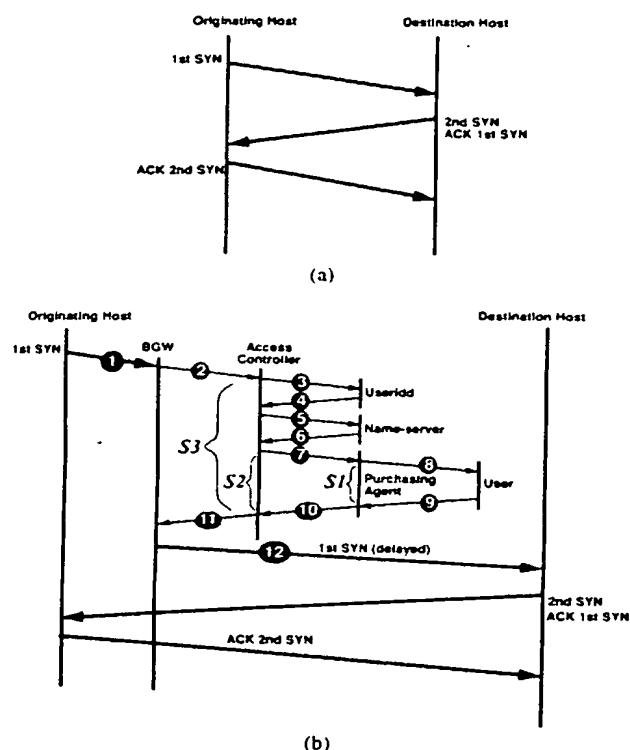 Originating Host
Destination Host
1st SYN
2nd SYN
ACK 1st SYN
ACK 2nd SYN
(a)
Originating Host
Destination Host
BGW
Access
Controller
1st SYN
1
2
3
Useridd
4
5
Name-server
6
7
8
S3
S2
S1
Purchasing
Agent
User
9
10
11
12
1st SYN (delayed)
2nd SYN
ACK 1st SYN
ACK 2nd SYN
(b)